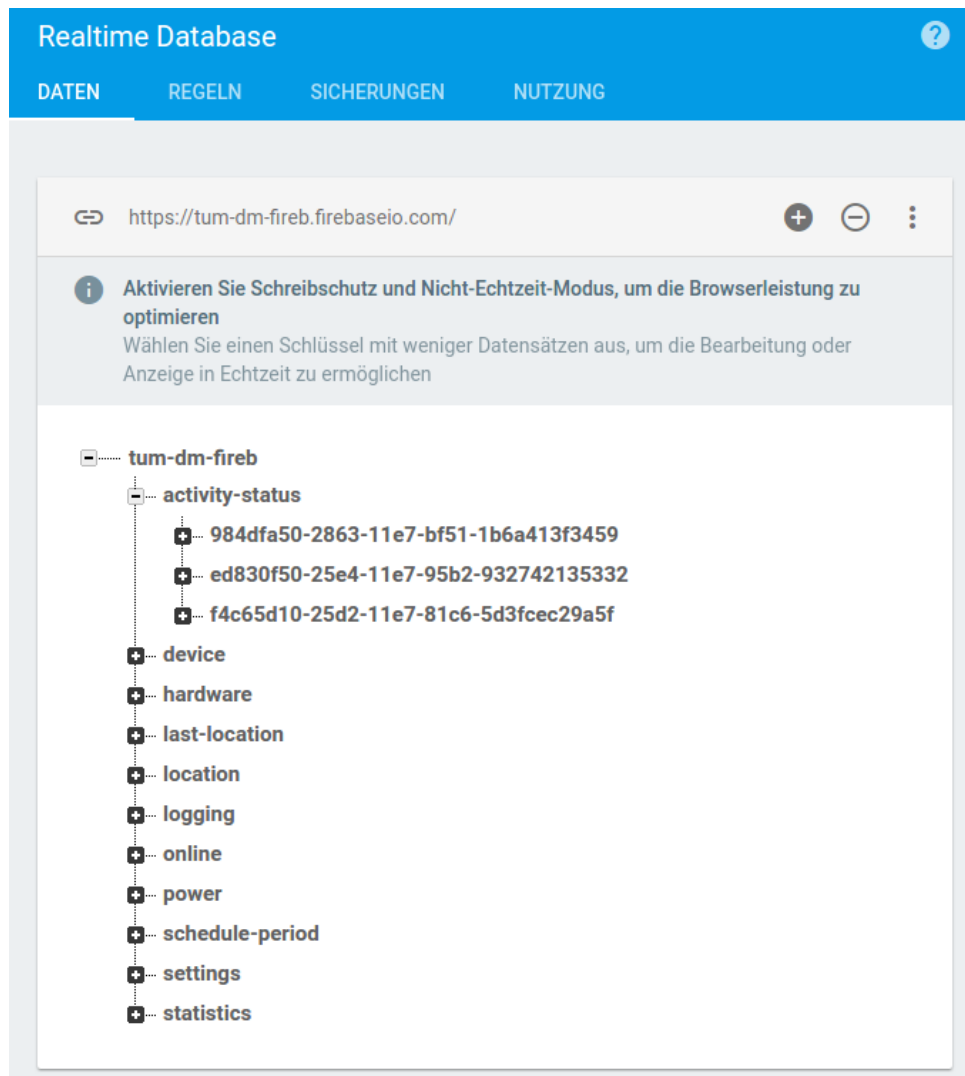 Realtime Database
DATEN REGELN SICHERUNGEN NUTZUNG
https://tum-dm-fireb.firebaseio.com/
Aktivieren Sie Schreibschutz und Nicht-Echtzeit-Modus, um die Browserleistung zu
optimieren
Wählen Sie einen Schlüssel mit weniger Datensätzen aus, um die Bearbeitung oder
Anzeige in Echtzeit zu ermöglichen
tum-dm-fireb
activity-status
984dfa50-2863-11e7-bf51-1b6a413f3459
ed830f50-25e4-11e7-95b2-932742135332
f4c65d10-25d2-11e7-81c6-5d3fcec29a5f
device
hardware
last-location
location
logging
online
power
schedule-period
settings
statistics